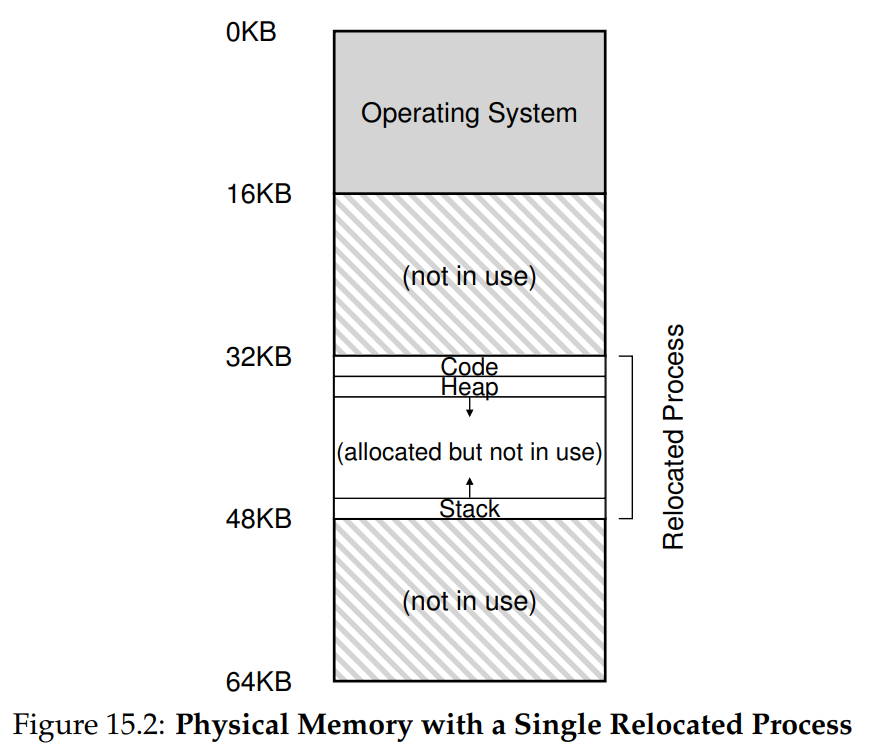 0KB
Operating System
16KB
(not in use)
32KB
Code
Heap
(allocated but not in use)
Stack
48KB
Relocated Process
(not in use)
64KB
Figure 15.2: Physical Memory with a Single Relocated Process